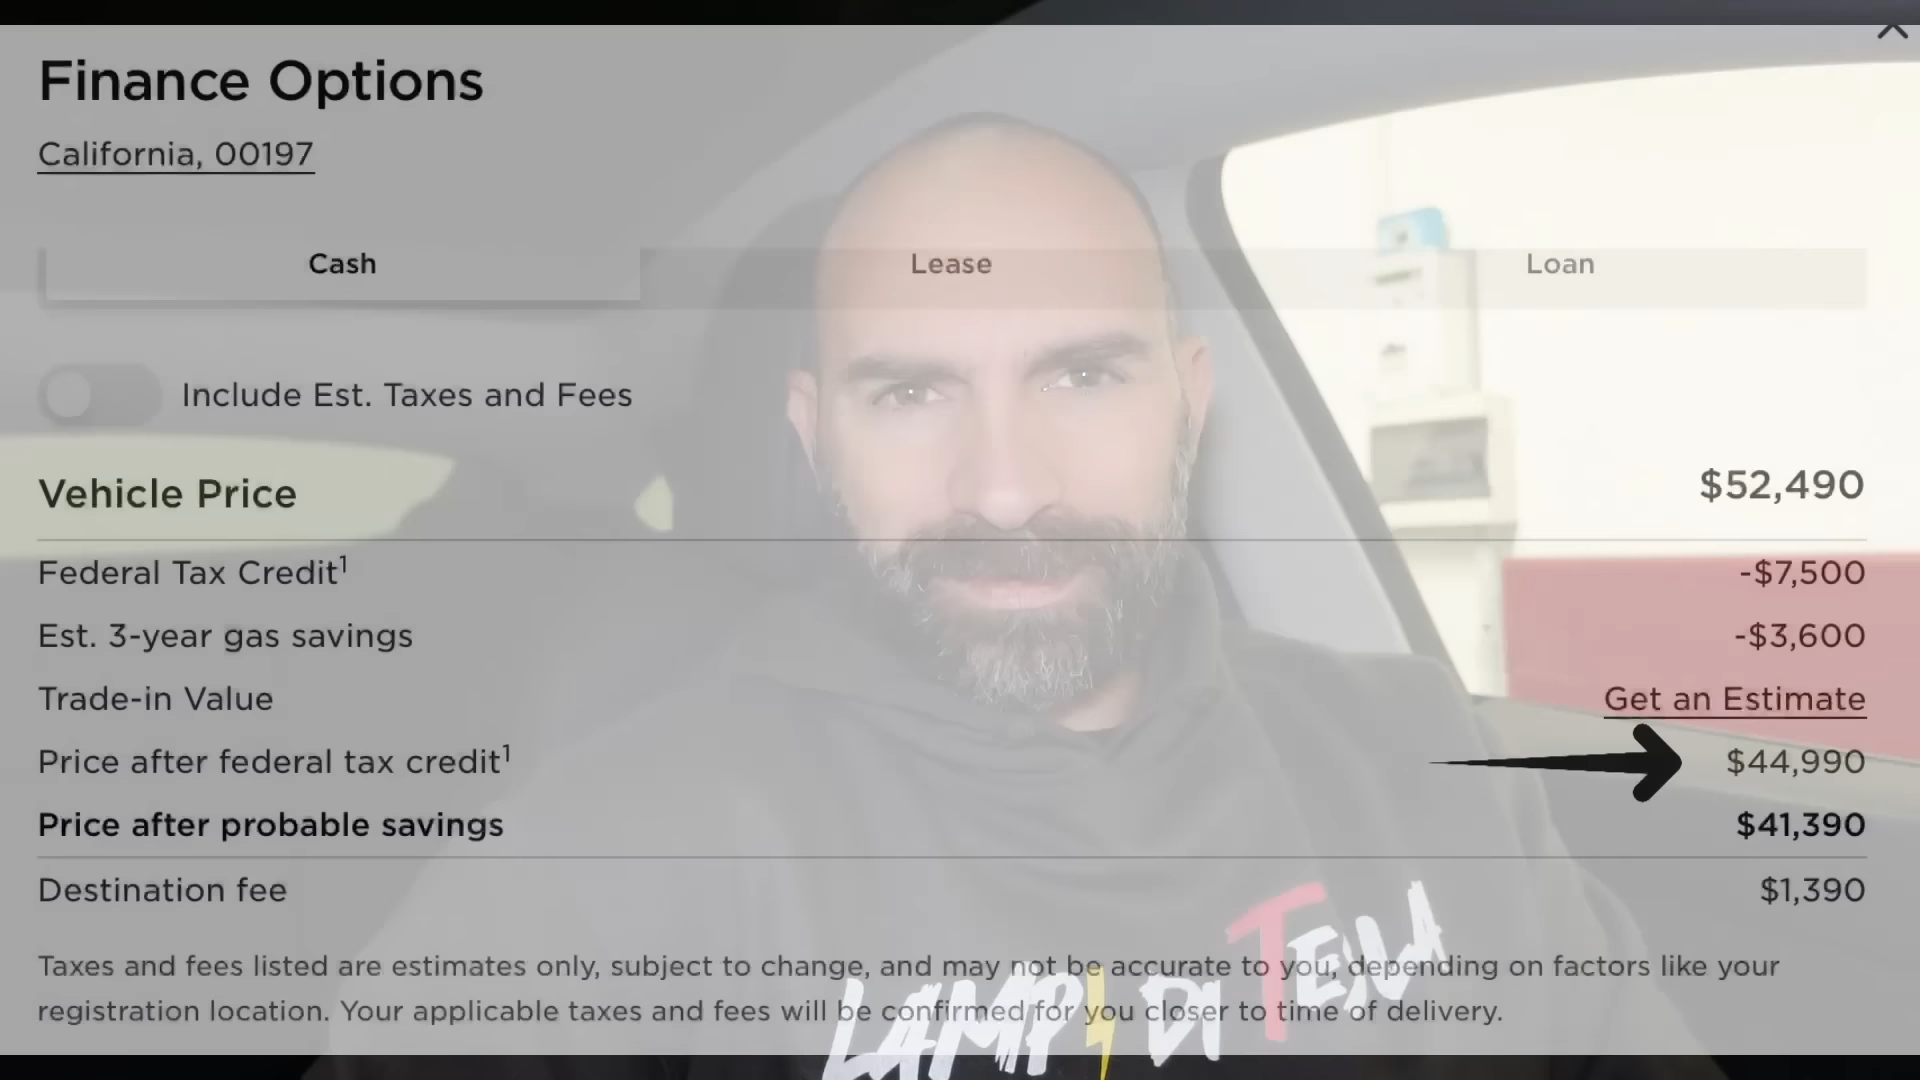 Finance Options
California, 00197
Cash Lease Loan
Include Est. Taxes and Fees
Vehicle Price $52,490
Federal Tax Credit¹ -$7,500
Est. 3-year gas savings -$3,600
Trade-in Value Get an Estimate
Price after federal tax credit¹ $44,990
Price after probable savings $41,390
Destination fee $1,390
Taxes and fees listed are estimates only, subject to change, and may not be accurate to you, depending on factors like your
registration location. Your applicable taxes and fees will be confirmed for you closer to time of delivery.
LAMPI DI TESLA